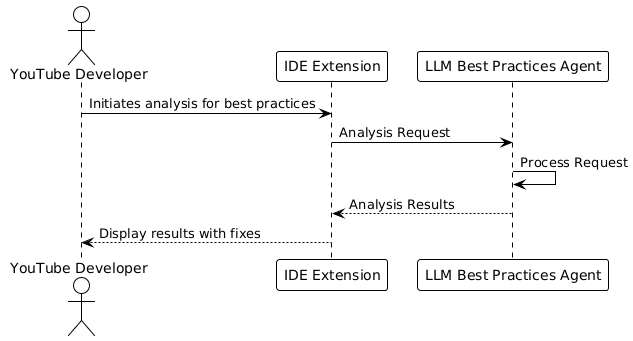 YouTube Developer
IDE Extension
LLM Best Practices Agent
Initiates analysis for best practices
Analysis Request
Process Request
Analysis Results
Display results with fixes
YouTube Developer
IDE Extension
LLM Best Practices Agent